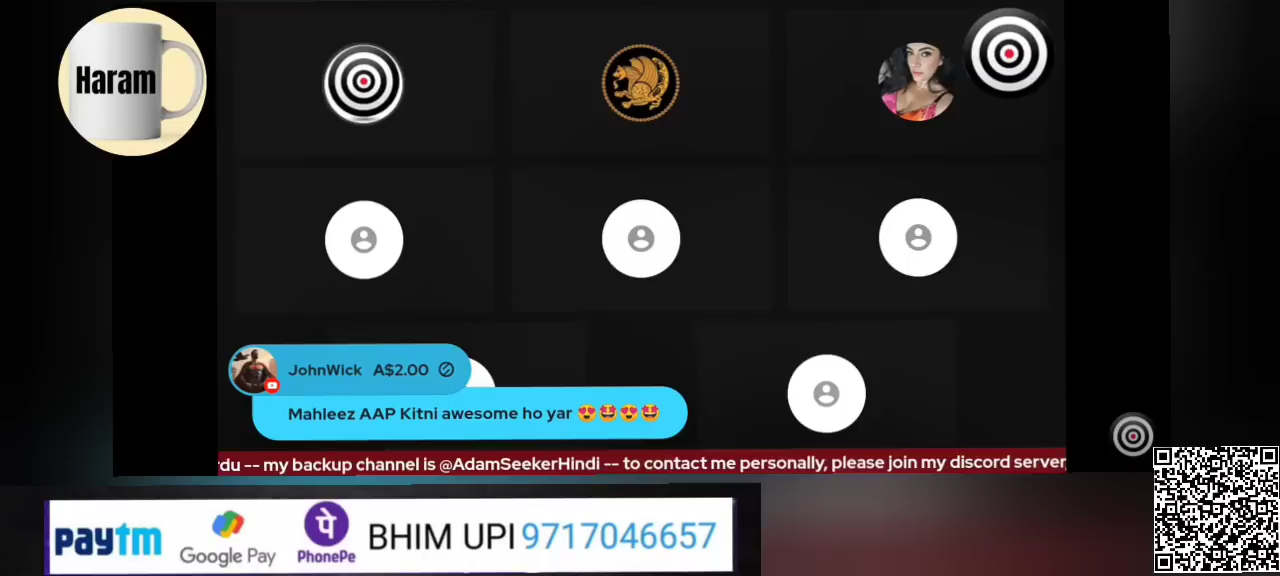 Haram
JohnWick A$2.00
Mahleez AAP Kitni awesome ho yar 😍🤩😍🤩
rdu -- my backup channel is @AdamSeekerHindi -- to contact me personally, please join my discord server,
paytm
Google Pay
पे
PhonePe
BHIM UPI 9717046657